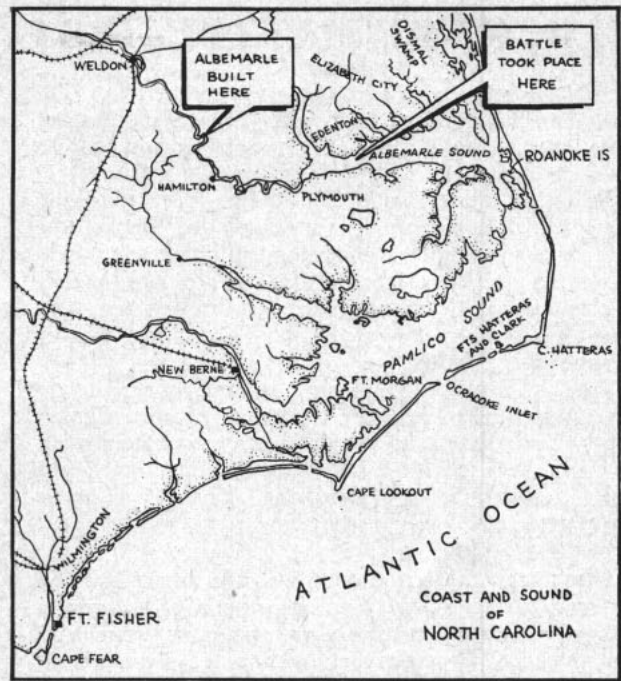 DISMAL
SWAMP
WELDON
ALBEMARLE
BUILT
HERE
ELIZABETH CITY
BATTLE
TOOK PLACE
HERE
EDENTON
ALBEMARLE SOUND
ROANOKE IS
HAMILTON
PLYMOUTH
GREENVILLE
PAMLICO SOUND
FTS HATTERAS
AND CLARK
C. HATTERAS
NEW BERNE
FT. MORGAN
OCRACOKE INLET
CAPE LOOKOUT
ATLANTIC OCEAN
WILMINGTON
COAST AND SOUND
OF
NORTH CAROLINA
FT. FISHER
CAPE FEAR